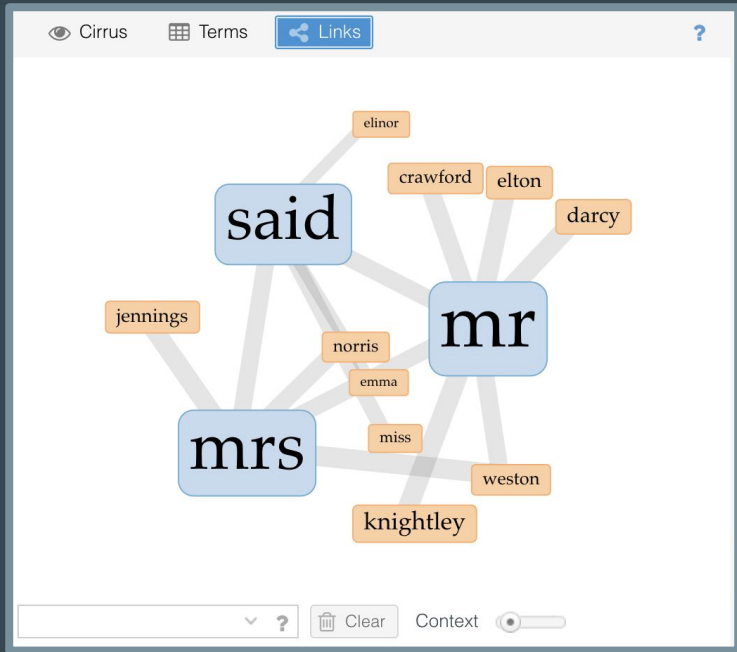 Cirrus Terms Links ?
elinor
crawford elton
darcy
said
jennings
mr
norris
emma
miss
mrs
weston
knightley
? Clear Context